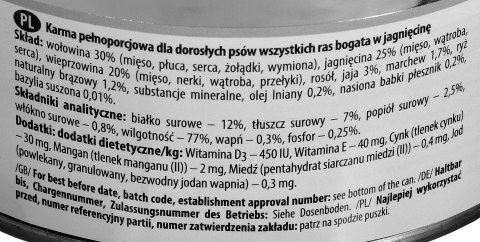 PL Karma pełnoporcjowa dla dorosłych psów wszystkich ras bogata w jagnięcinę
Skład: wołowina 30% (mięso, płuca, serce, żołądki, wymiona), jagnięcina 25% (mięso, wątroba,
serca), wieprzowina 20% (mięso, nerki, wątroba, przełyki), rosół, jaja 3%, marchew 1,7%, ryż
naturalny brązowy 1,2%, substancje mineralne, olej lniany 0,2%, nasiona babki płesznik 0,2%,
bazylia suszona 0,01%.
Składniki analityczne: białko surowe – 12%, tłuszcz surowy – 7%, popiół surowy – 2,5%,
włókno surowe – 0,8%, wilgotność – 77%, wapń – 0,3%, fosfor – 0,25%.
Dodatki: dodatki dietetyczne/kg: Witamina D3 – 450 IU, Witamina E – 40 mg, Cynk (tlenek cynku)
– 30 mg, Mangan (tlenek manganu (II)) – 2 mg, Miedź (pentahydrat siarczanu miedzi (II)) – 0,4 mg, Jod
(powlekany, granulowany, bezwodny jodan wapnia) – 0,3 mg.
/GB/ For best before date, batch code, establishment approval number: see bottom of the can. /DE/ Haltbar
bis, Chargennummer, Zulassungsnummer des Betriebs: Siehe Dosenboden. /PL/ Najlepiej wykorzystać
przed, numer referencyjny partii, numer zatwierdzenia zakładu: patrz na spodzie puszki.